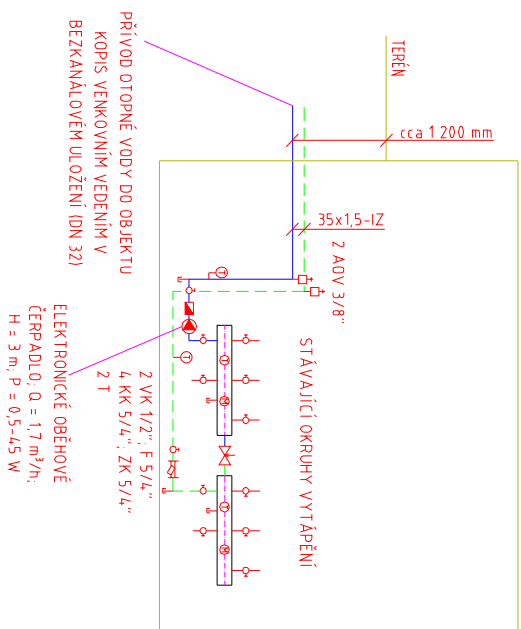 TERÉN
cca 1 200 mm
35x1,5-IZ
2 AOV 3/8"
PŘÍVOD OTOPNÉ VODY DO OBJEKTU
KOPIS VENKOVNÍM VEDENÍM V
BEZKANÁLOVÉM ULOŽENÍ (DN 32)
STÁVAJÍCÍ OKRUHY VYTÁPĚNÍ
2 VK 1/2"; F 5/4"
4 KK 5/4"; ZK 5/4"
2 T
ELEKTRONICKÉ OBĚHOVÉ
ČERPADLO; Q = 1,7 m³/h;
H = 3 m; P = 0,5-45 W
T
T
T
M
T
M